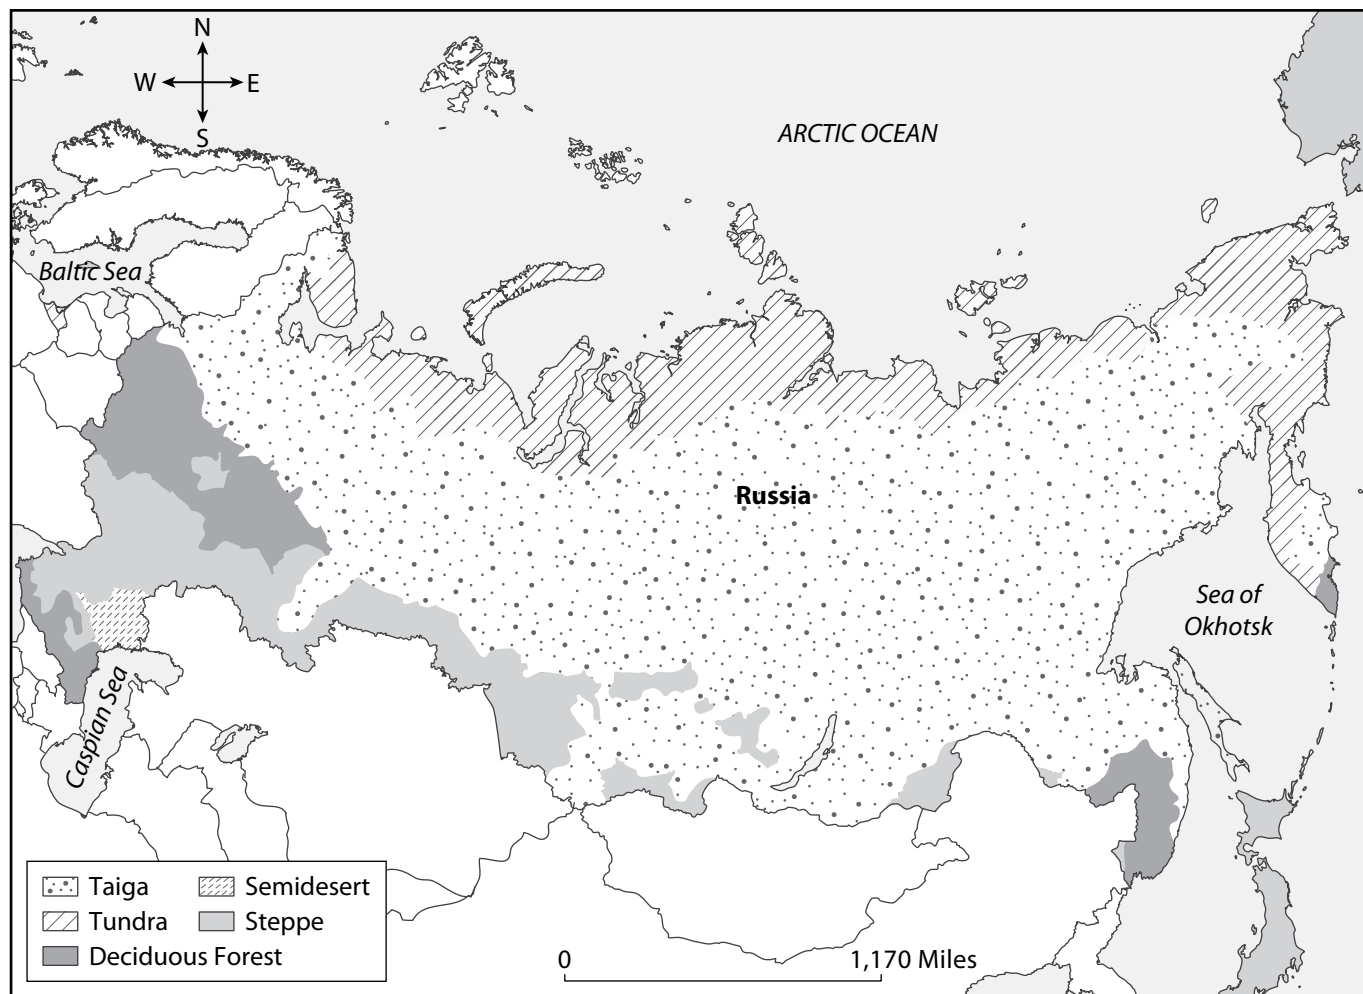 N
W E
S
ARCTIC OCEAN
Baltic Sea
Russia
Sea of
Okhotsk
Caspian Sea
Taiga
Semidesert
Tundra
Steppe
Deciduous Forest
0
1,170 Miles